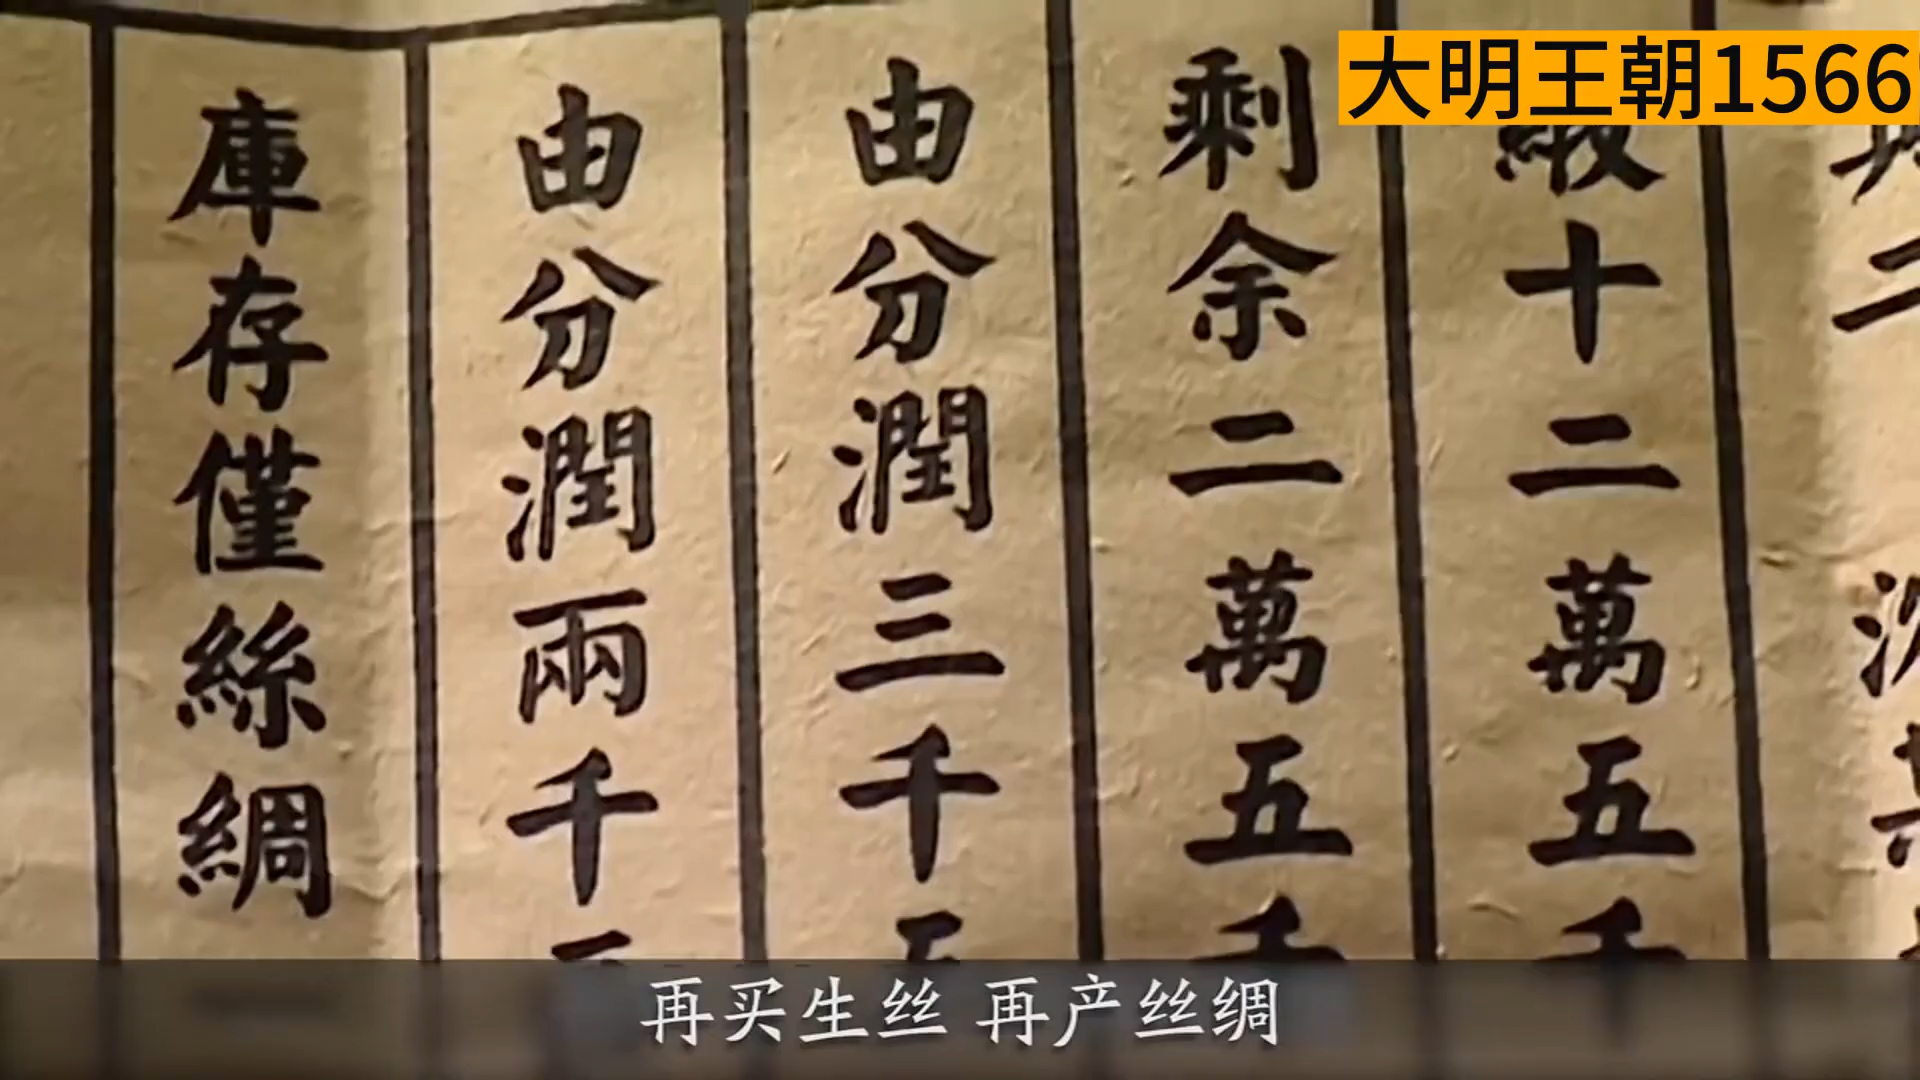 大明王朝1566
十二萬五千
剩余二萬五千
由分潤三千
由分潤兩千
庫存僅絲綢
再买生丝 再产丝绸